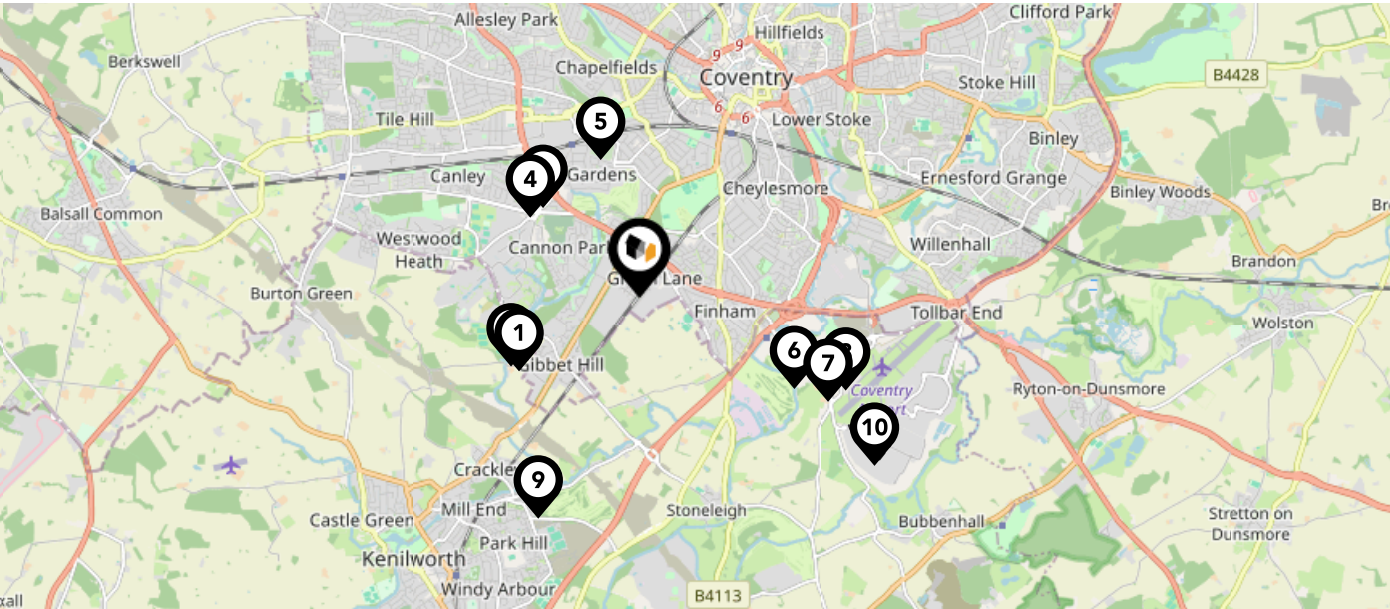 Allesley Park
Clifford Park
Hillfields
9
9
Berkswell
Chapelfields
Coventry
B4428
Stoke Hill
6
6
5
Tile Hill
Lower Stoke
Binley
4
Canley
Gardens
Ernesford Grange
Cheylesmore
Binley Woods
Balsall Common
Westwood
Heath
Cannon Park
Willenhall
Brandon
Lane
Burton Green
Finham
Tollbar End
Wolston
1
Gibbet Hill
6
7
Coventry
Ryton-on-Dunsmore
10
Crackley
9
Castle Green
Mill End
Stoneleigh
Bubbenhall
Stretton on
Dunsmore
Park Hill
Kenilworth
Windy Arbour
B4113